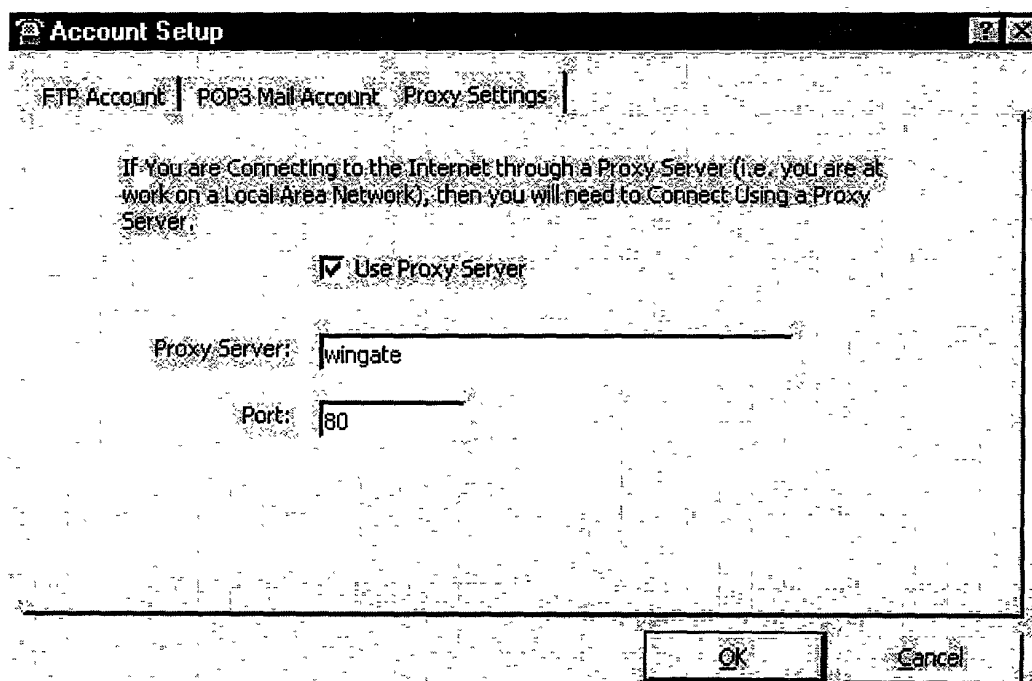 Account Setup
FTP Account POP3 Mail Account Proxy Settings
If You are Connecting to the Internet through a Proxy Server (i.e. you are at
work on a Local Area Network), then you will need to Connect Using a Proxy
Server.
Use Proxy Server
Proxy Server: wingate
Port: 80
OK Cancel